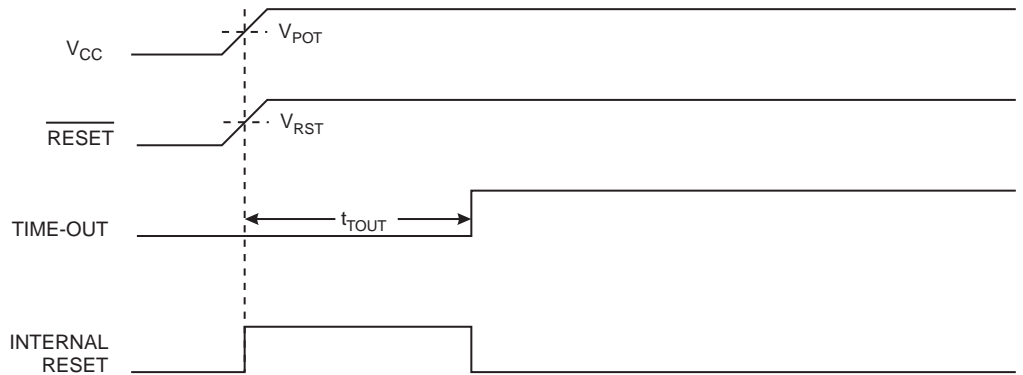 VCC
VPOT
RESET
VRST
TIME-OUT
tTOUT
INTERNAL
RESET